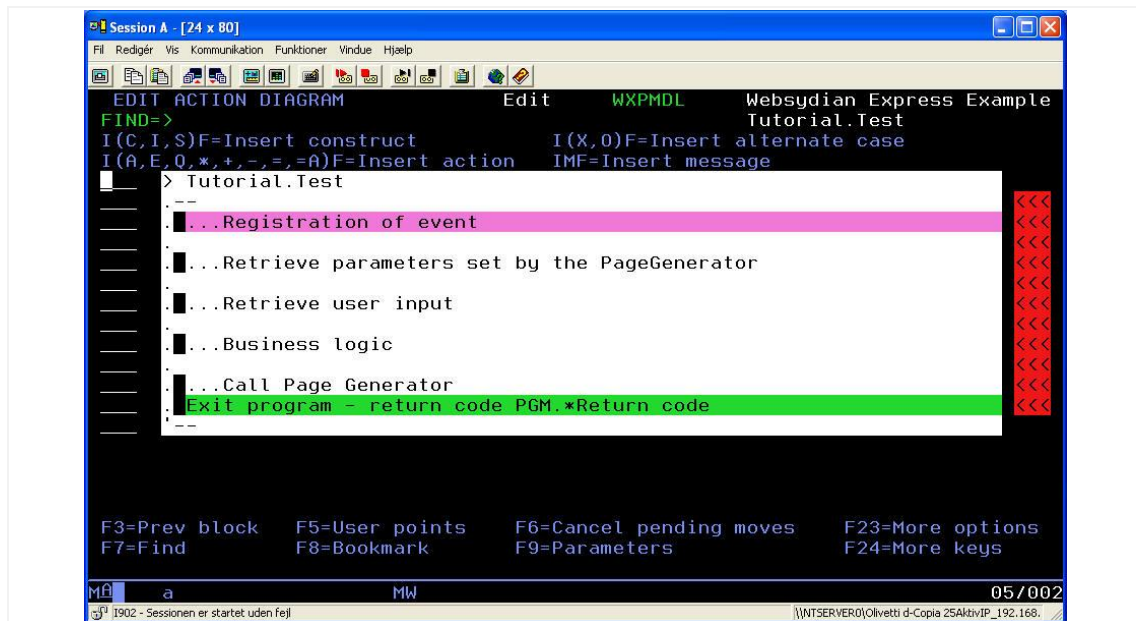 Session A - [24 x 80]
Fil Redigér Vis Kommunikation Funktioner Vindue Hjælp
EDIT ACTION DIAGRAM Edit WXPMDL Websydian Express Example
FIND=> Tutorial.Test
I(C,I,S)F=Insert construct I(X,O)F=Insert alternate case
I(A,E,Q,*,+,-,=,=A)F=Insert action IMF=Insert message
> Tutorial.Test
.--
. ...Registration of event <<<
. <<<
. ...Retrieve parameters set by the PageGenerator <<<
. <<<
. ...Retrieve user input <<<
. <<<
. ...Business logic <<<
. <<<
. ...Call Page Generator <<<
. Exit program - return code PGM.*Return code <<<
'--
F3=Prev block F5=User points F6=Cancel pending moves F23=More options
F7=Find F8=Bookmark F9=Parameters F24=More keys
MA a MW 05/002
I902 - Sessionen er startet uden fejl \\NTSERVER0\Olivetti d-Copia 25AktivIP_192.168.